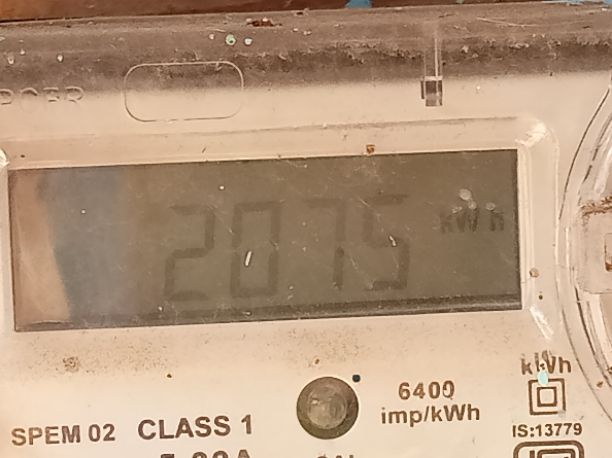 2075 kWh
kWh
6400
imp/kWh
SPEM 02 CLASS 1
IS:13779